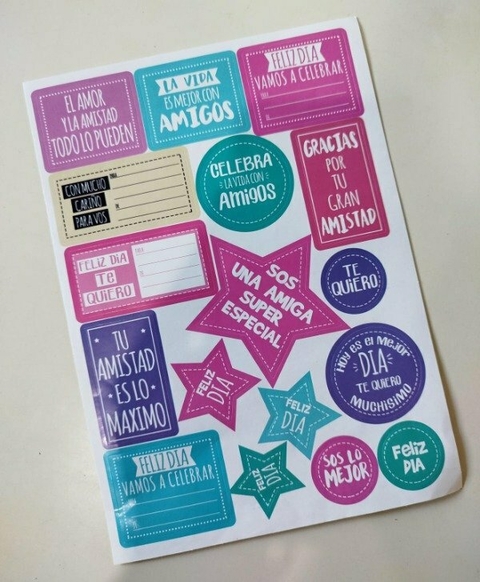 EL AMOR
Y LA AMISTAD
TODO LO PUEDEN
LA VIDA
ES MEJOR CON
AMIGOS
FELIZ DIA
VAMOS A CELEBRAR
CON MUCHO
CARIÑO
PARA VOS
CELEBRA
LA VIDA CON
AMIGOS
GRACIAS
POR
TU
GRAN
AMISTAD
FELIZ DIA
TE
QUIERO
SOS
UNA AMIGA
SUPER
ESPECIAL
TE
QUIERO
TU
AMISTAD
ES LO
MAXIMO
FELIZ
DIA
FELIZ
DIA
HOY ES EL MEJOR
DIA
TE QUIERO
MUCHISIMO
FELIZ DIA
VAMOS A CELEBRAR
FELIZ
DIA
SOS LO
MEJOR
FELIZ
DIA